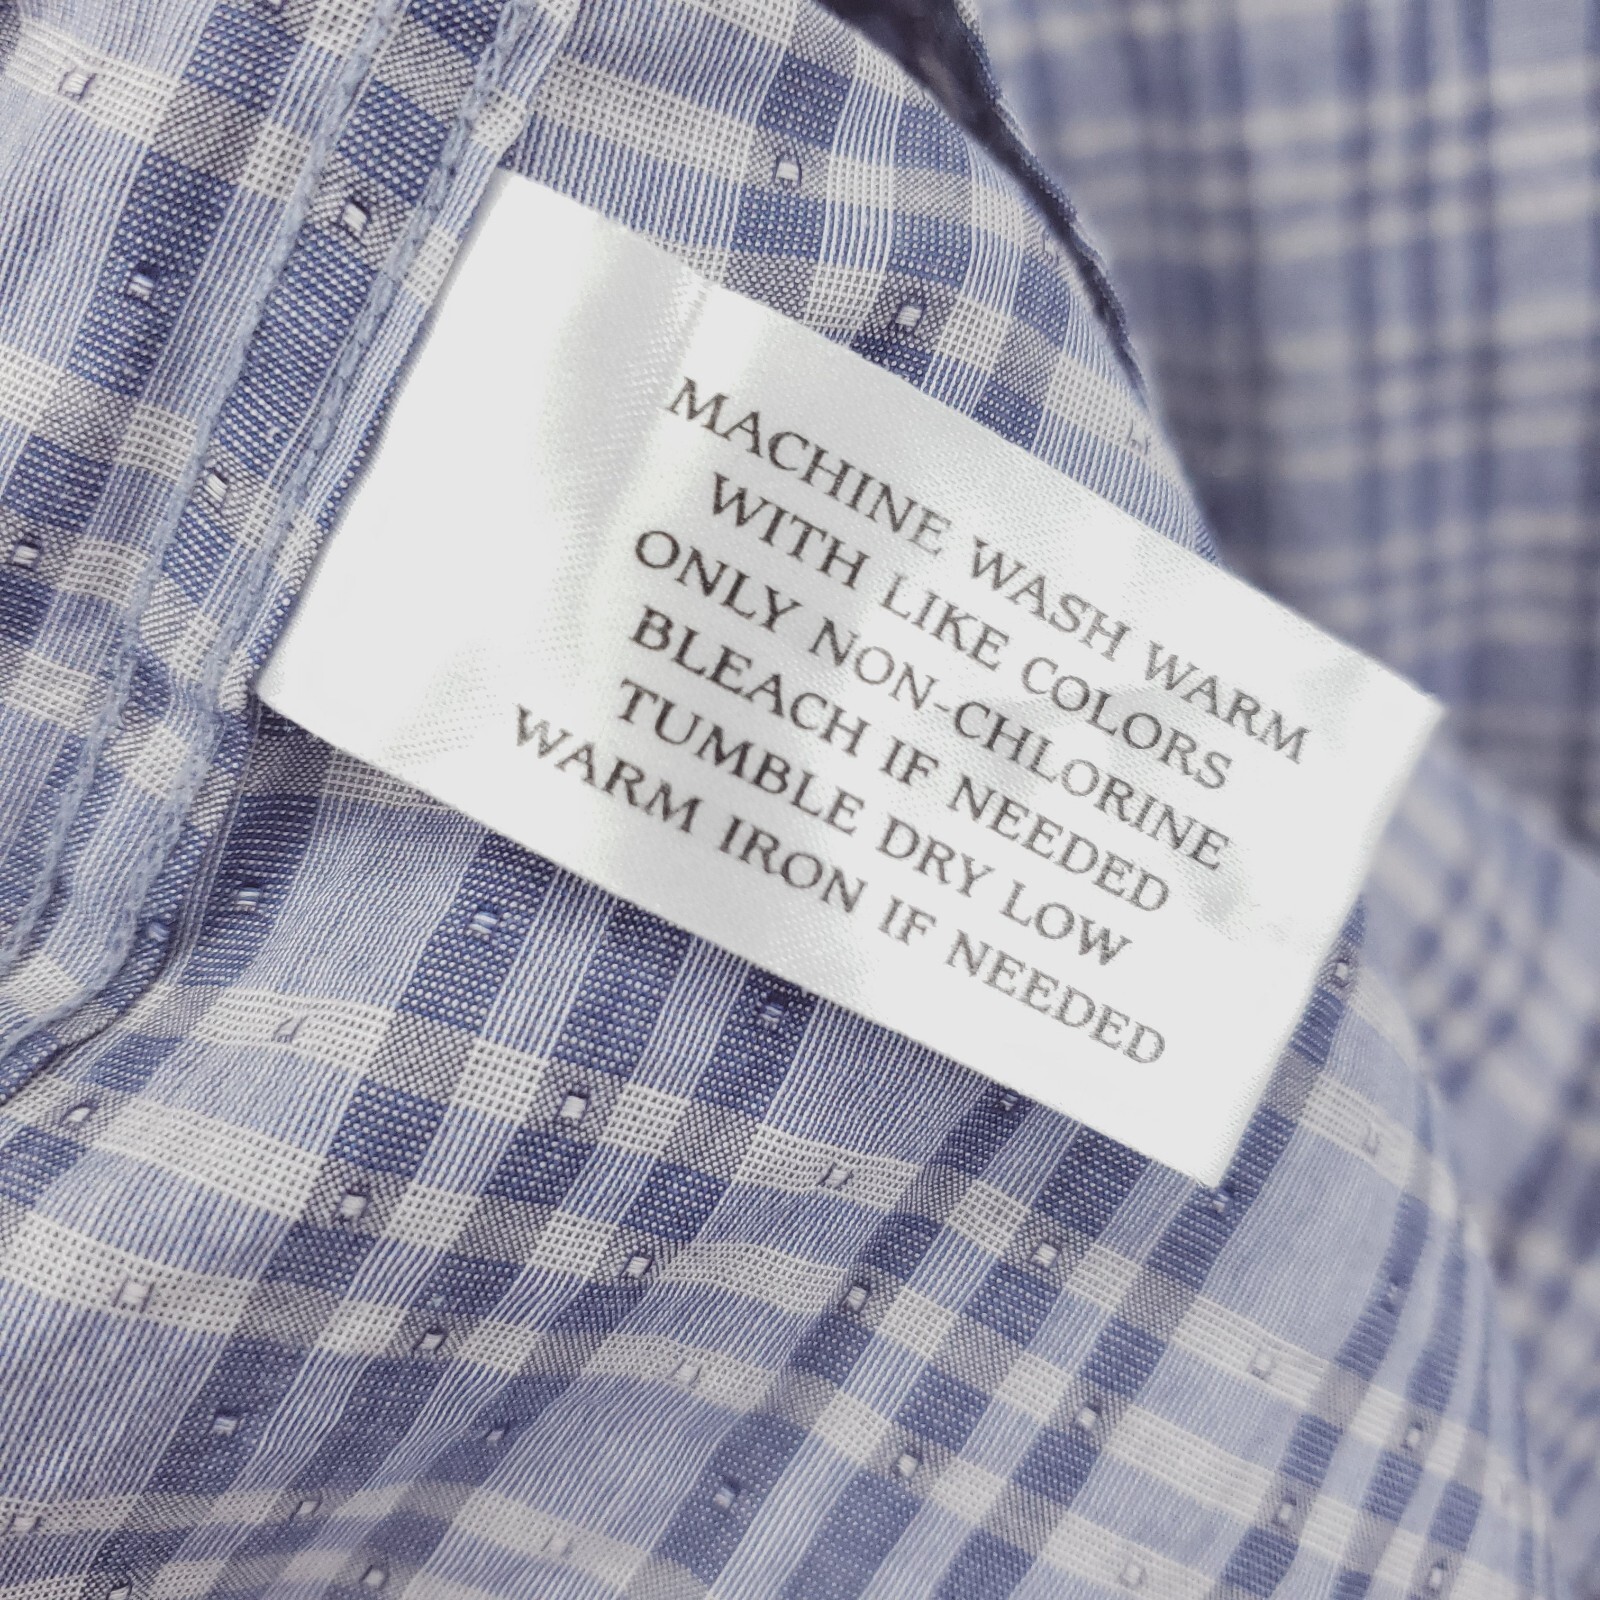 MACHINE WASH WARM
WITH LIKE COLORS
ONLY NON-CHLORINE
BLEACH IF NEEDED
TUMBLE DRY LOW
WARM IRON IF NEEDED